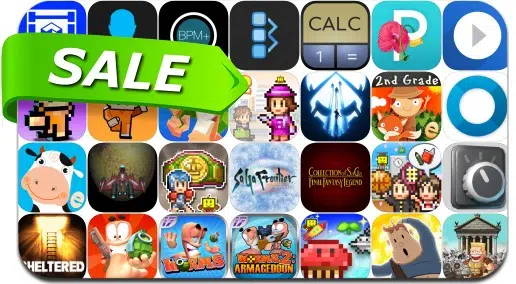 BPM+
CALC
1 =
P
SALE
2nd Grade
e
SaGa Frontier
COLLECTION of SaGa
FINAL FANTASY LEGEND
e
SHELTERED
WORMS
WORMS 2
ARMAGEDDON